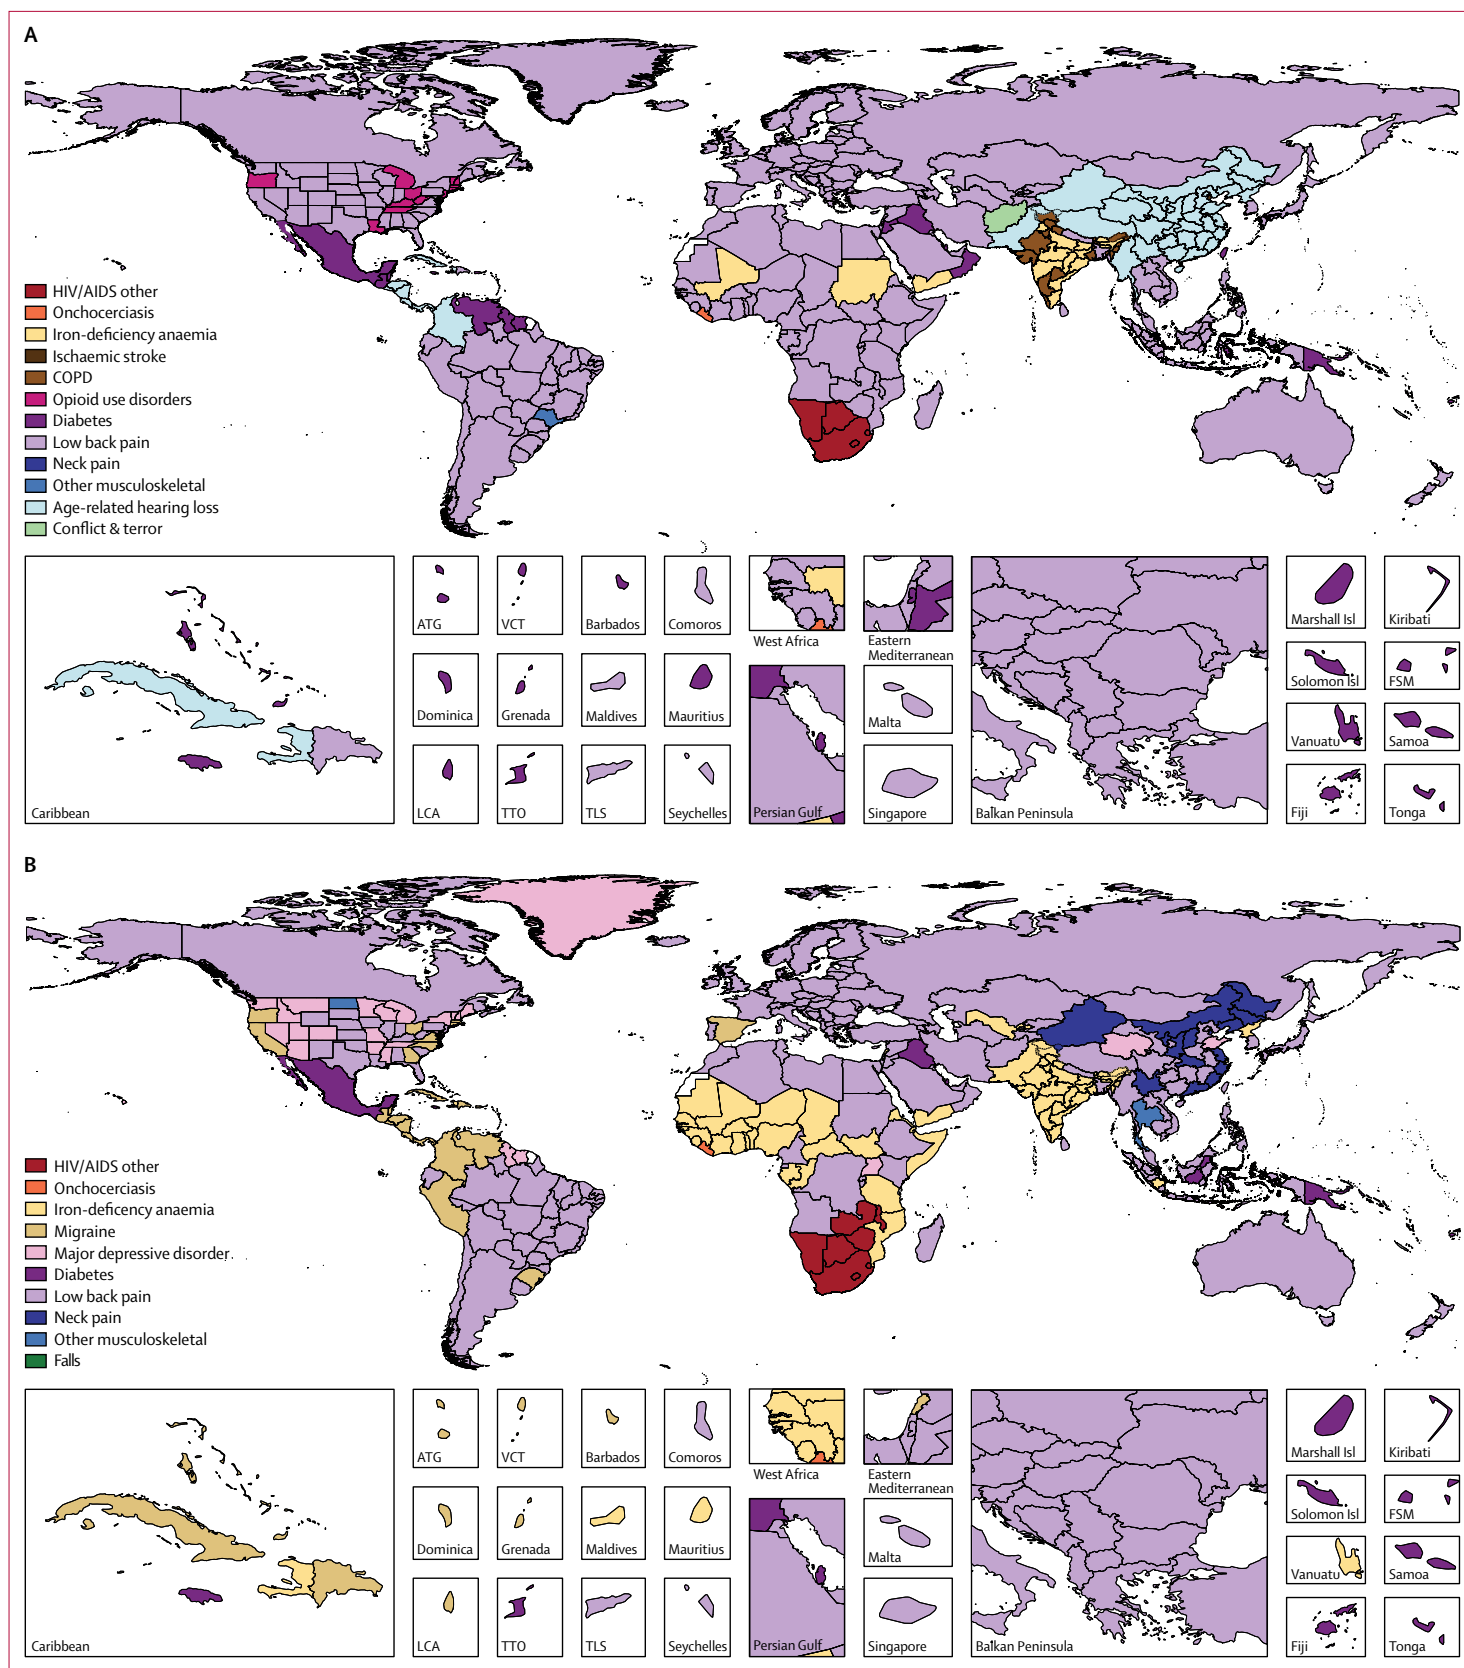 A
HIV/AIDS other
Onchocerciasis
Iron-deficiency anaemia
Ischaemic stroke
COPD
Opioid use disorders
Diabetes
Low back pain
Neck pain
Other musculoskeletal
Age-related hearing loss
Conflict & terror
Caribbean
ATG
VCT
Barbados
Comoros
Dominica
Grenada
Maldives
Mauritius
LCA
TTO
TLS
Seychelles
West Africa
Eastern
Mediterranean
Persian Gulf
Malta
Singapore
Balkan Peninsula
Marshall Isl
Kiribati
Solomon Isl
FSM
Vanuatu
Samoa
Fiji
Tonga
B
HIV/AIDS other
Onchocerciasis
Iron-deficiency anaemia
Migraine
Major depressive disorder
Diabetes
Low back pain
Neck pain
Other musculoskeletal
Falls
Caribbean
ATG
VCT
Barbados
Comoros
Dominica
Grenada
Maldives
Mauritius
LCA
TTO
TLS
Seychelles
West Africa
Eastern
Mediterranean
Persian Gulf
Malta
Singapore
Balkan Peninsula
Marshall Isl
Kiribati
Solomon Isl
FSM
Vanuatu
Samoa
Fiji
Tonga